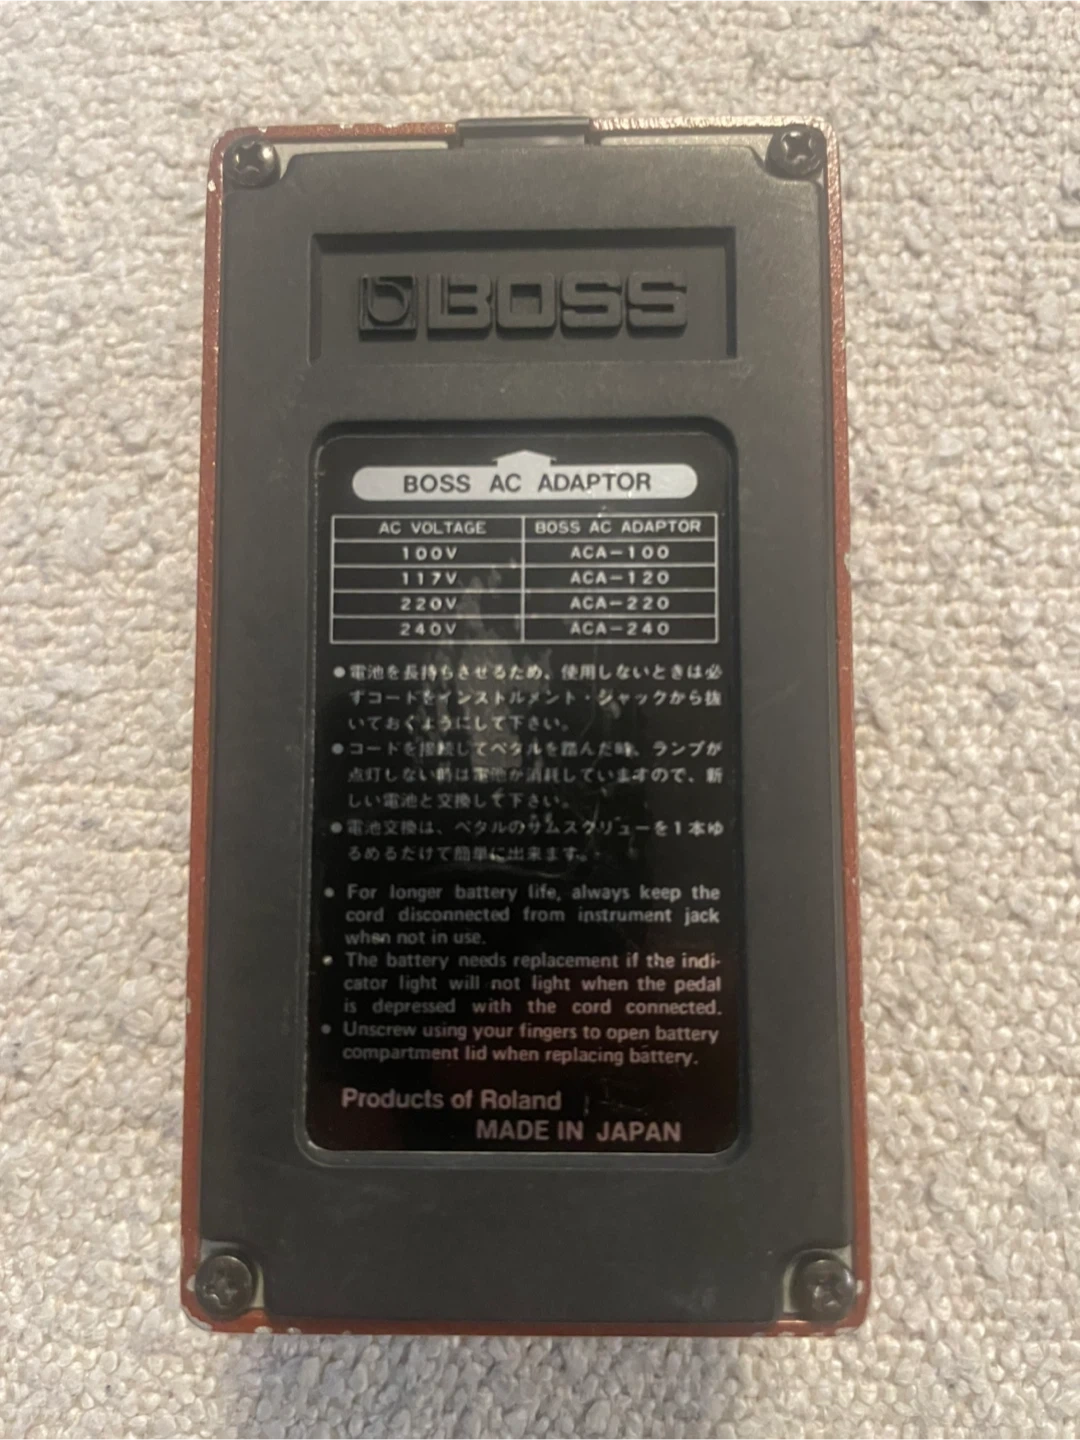 BOSS
BOSS AC ADAPTOR
AC VOLTAGE BOSS AC ADAPTOR
100V ACA-100
117V ACA-120
220V ACA-220
240V ACA-240
●電池を長持ちさせるため、使用しないときは必
ずコードをインストルメント・ジャックから抜
いておくようにして下さい。
●コードを接続してペダルを踏んだ時、ランプが
点灯しない時は電池が消耗していますので、新
しい電池と交換して下さい。
●電池交換は、ペダルのサムスクリューを1本ゆ
るめるだけで簡単に出来ます。
● For longer battery life, always keep the
cord disconnected from instrument jack
when not in use.
● The battery needs replacement if the indi-
cator light will not light when the pedal
is depressed with the cord connected.
● Unscrew using your fingers to open battery
compartment lid when replacing battery.
Products of Roland
MADE IN JAPAN